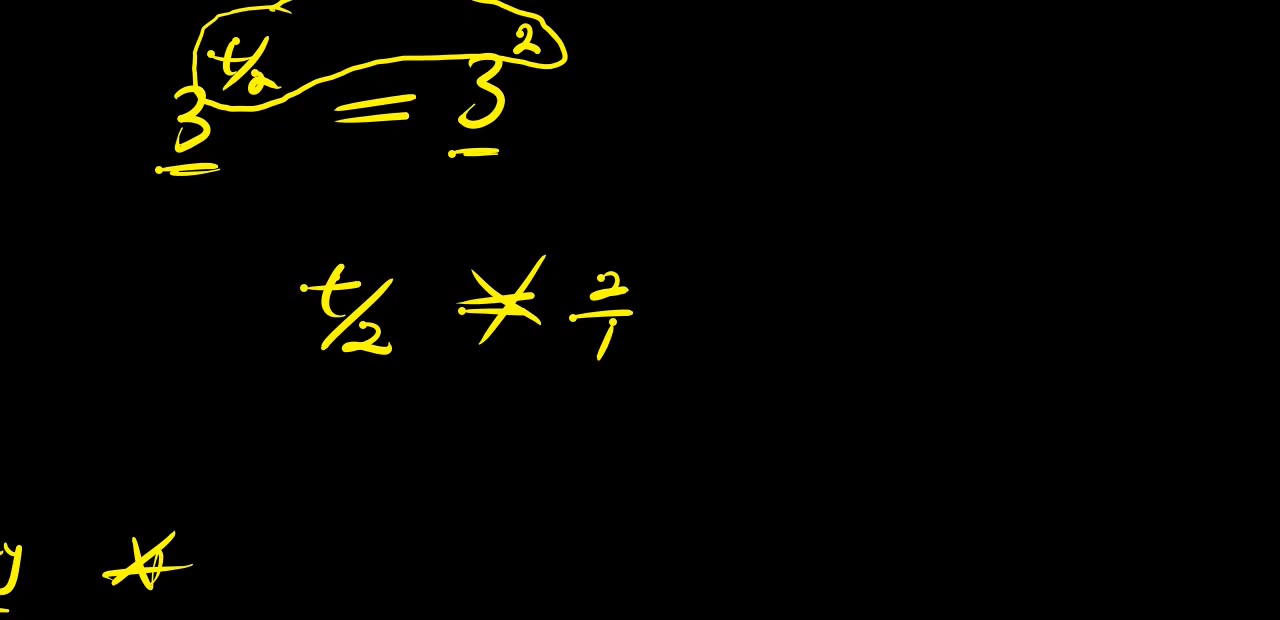 3^(t/2) = 3^2
t/2 = 2/1
y